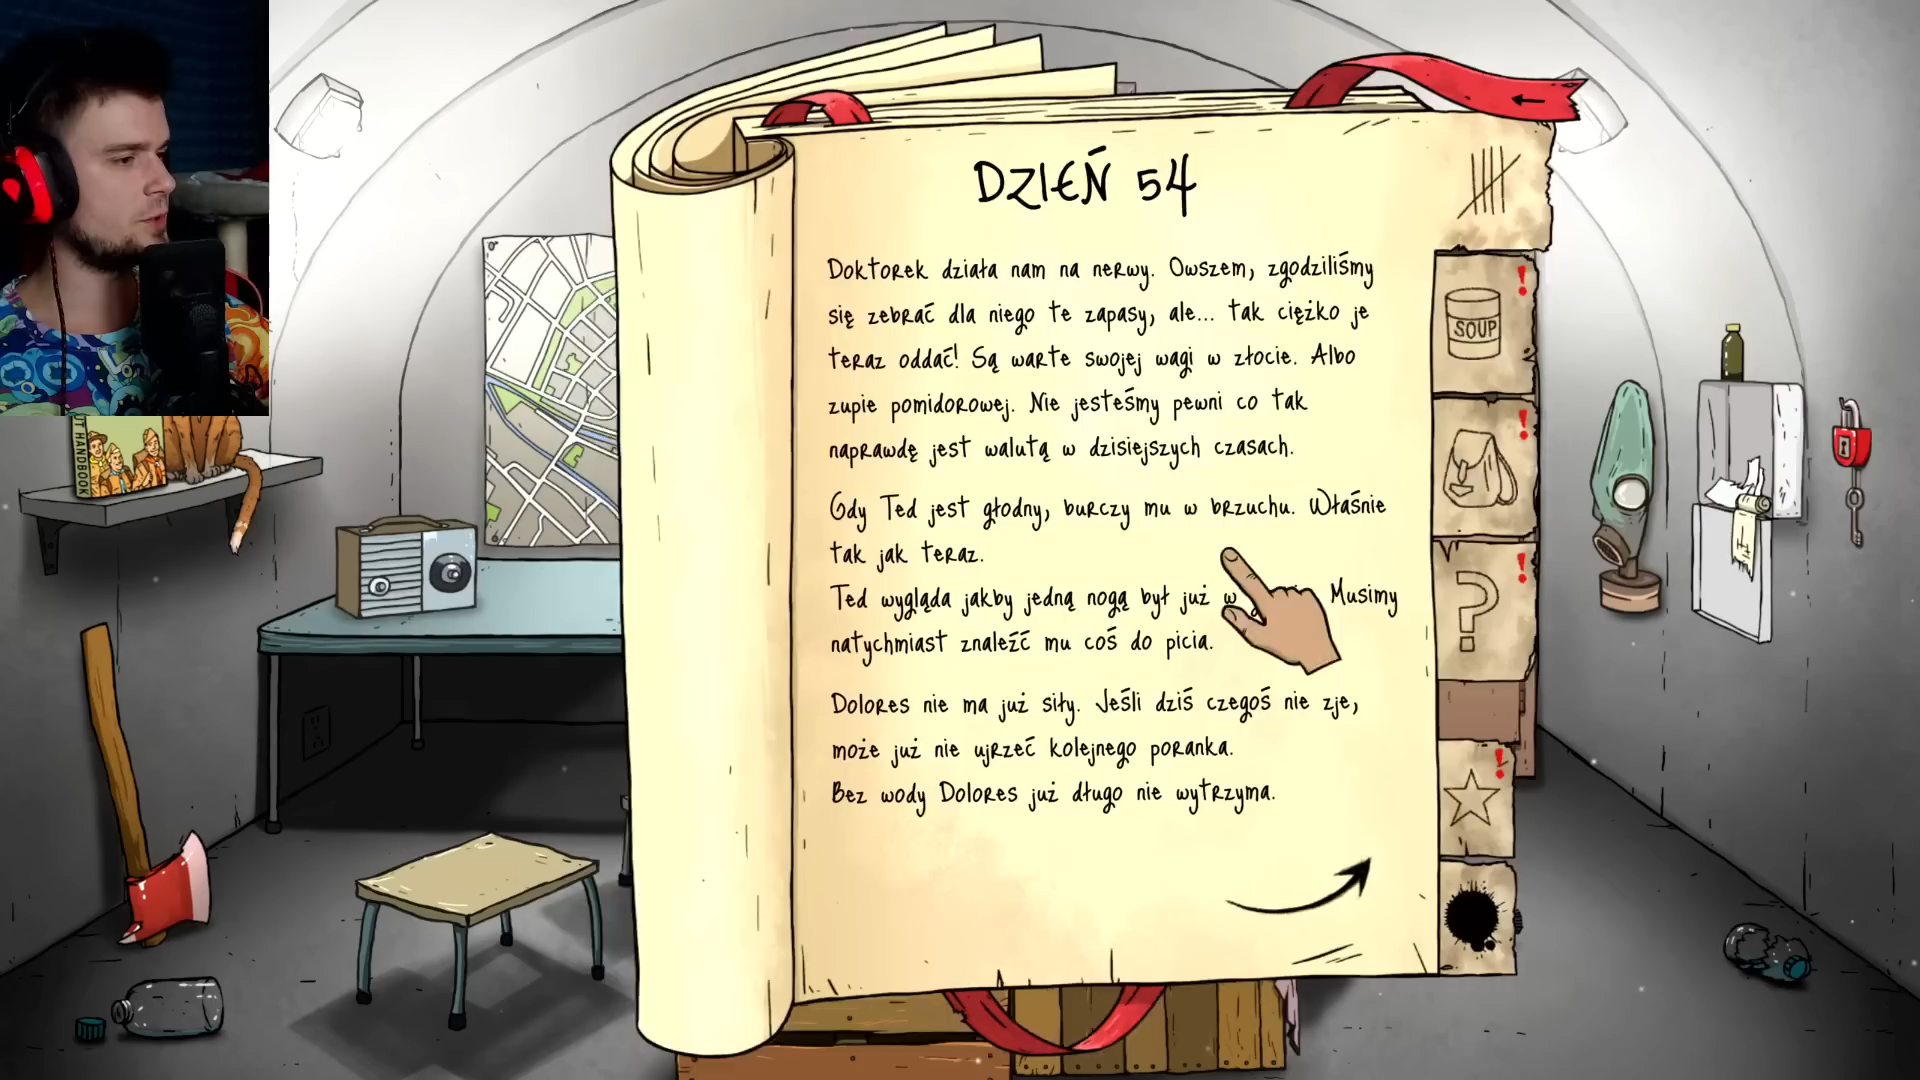 DZIEŃ 54
Doktorek działa nam na nerwy. Owszem, zgodziliśmy
się zebrać dla niego te zapasy, ale... tak ciężko je
teraz oddać! Są warte swojej wagi w złocie. Albo
zupie pomidorowej. Nie jesteśmy pewni co tak
naprawdę jest walutą w dzisiejszych czasach.
Gdy Ted jest głodny, burczy mu w brzuchu. Właśnie
tak jak teraz.
Ted wygląda jakby jedną nogą był już w Musimy
natychmiast znaleźć mu coś do picia.
Dolores nie ma już siły. Jeśli dziś czegoś nie zje,
może już nie ujrzeć kolejnego poranka.
Bez wody Dolores już długo nie wytrzyma.
!
SOUP
!
!
?
!
HANDBOOK